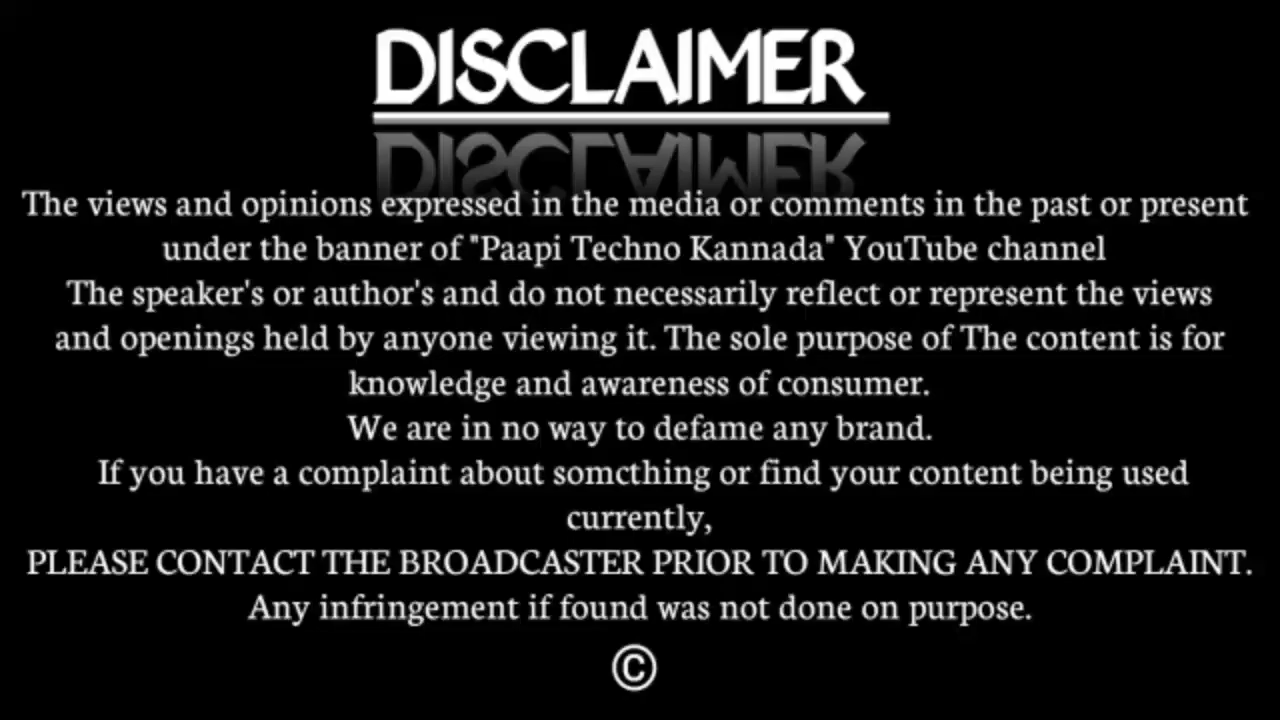 DISCLAIMER
The views and opinions expressed in the media or comments in the past or present
under the banner of "Paapi Techno Kannada" YouTube channel
The speaker's or author's and do not necessarily reflect or represent the views
and openings held by anyone viewing it. The sole purpose of The content is for
knowledge and awareness of consumer.
We are in no way to defame any brand.
If you have a complaint about somcthing or find your content being used
currently,
PLEASE CONTACT THE BROADCASTER PRIOR TO MAKING ANY COMPLAINT.
Any infringement if found was not done on purpose.
©